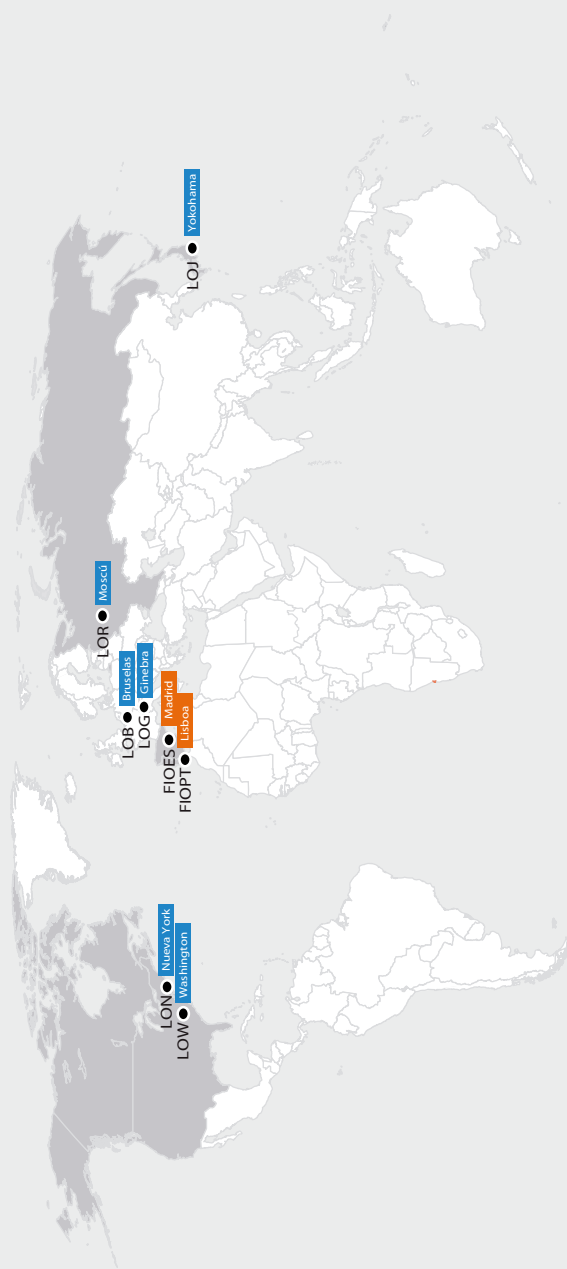 LOR Moscú
LOB Bruselas
LOG Ginebra
FIOES Madrid
LON Nueva York
LOW Washington
FIOPT Lisboa
LOJ Yokohama